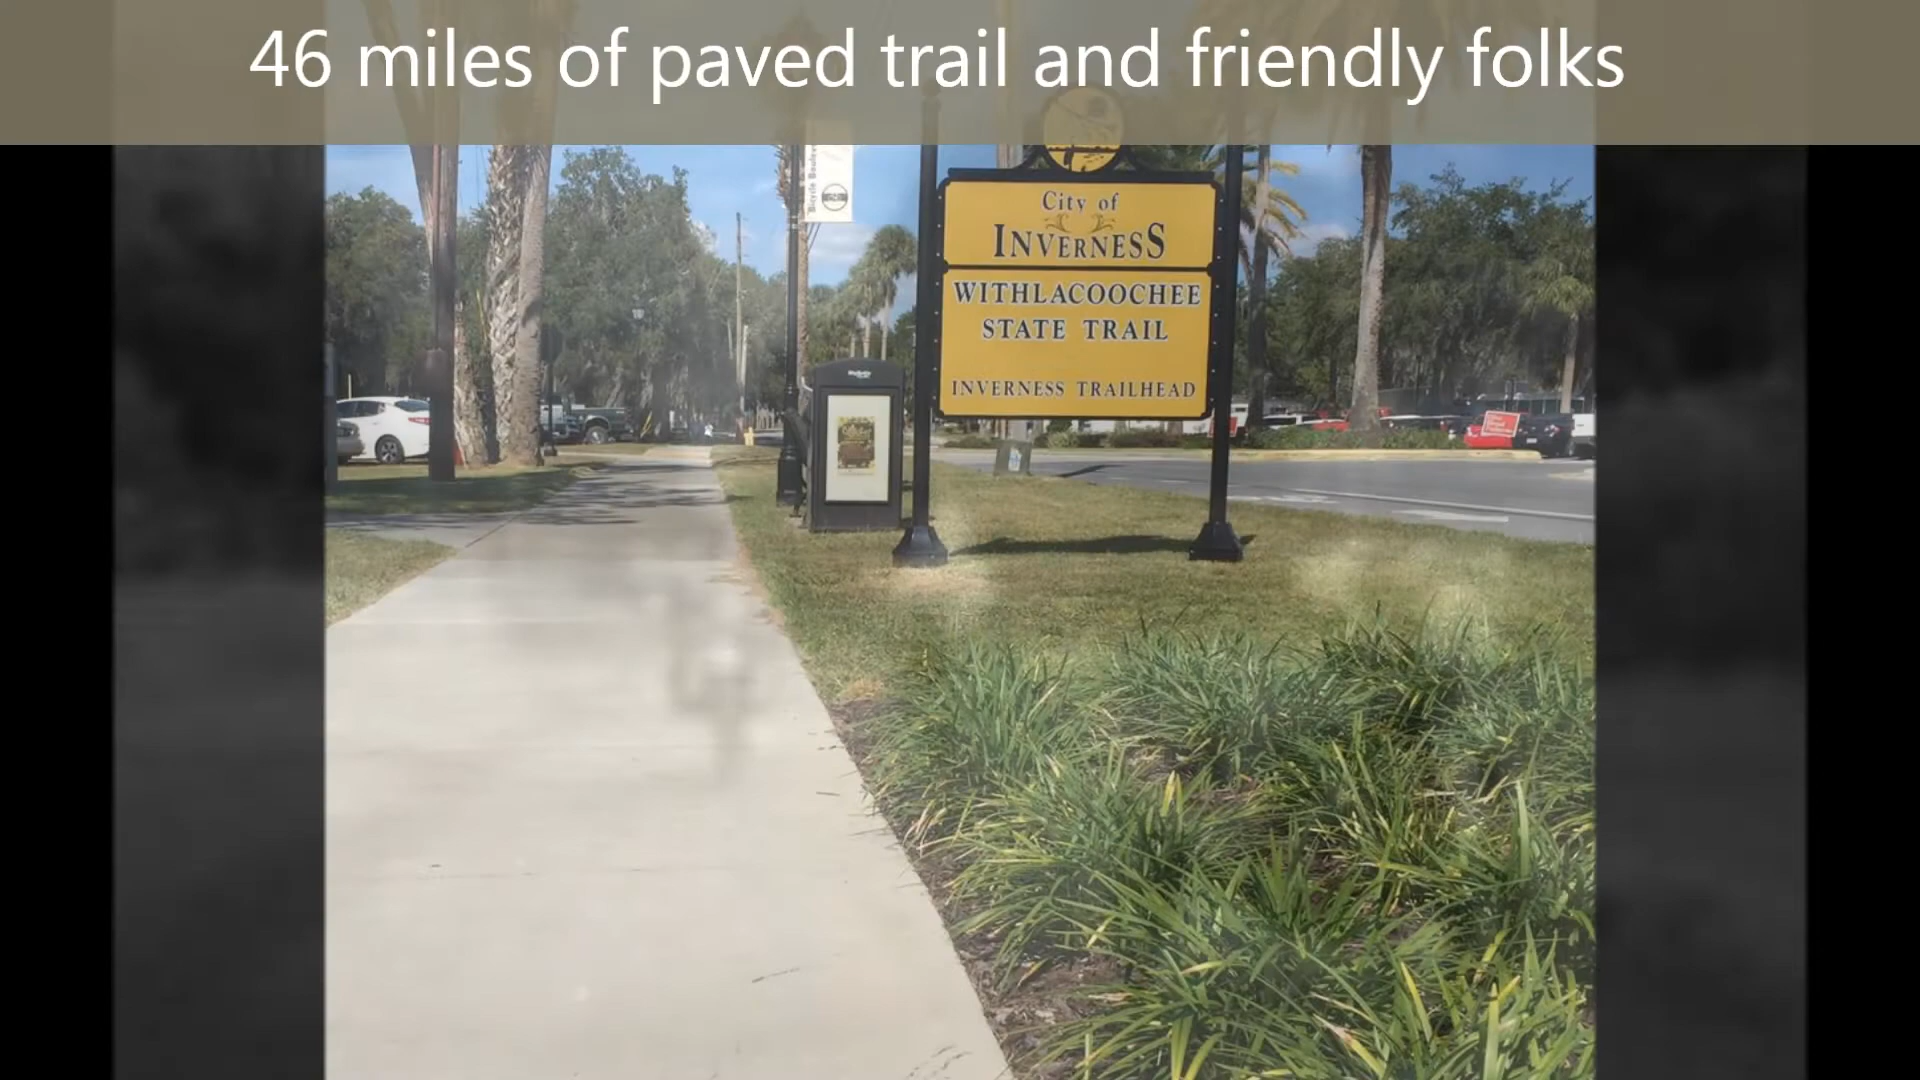 46 miles of paved trail and friendly folks
City of
INVERNESS
WITHLACOOCHEE
STATE TRAIL
INVERNESS TRAILHEAD